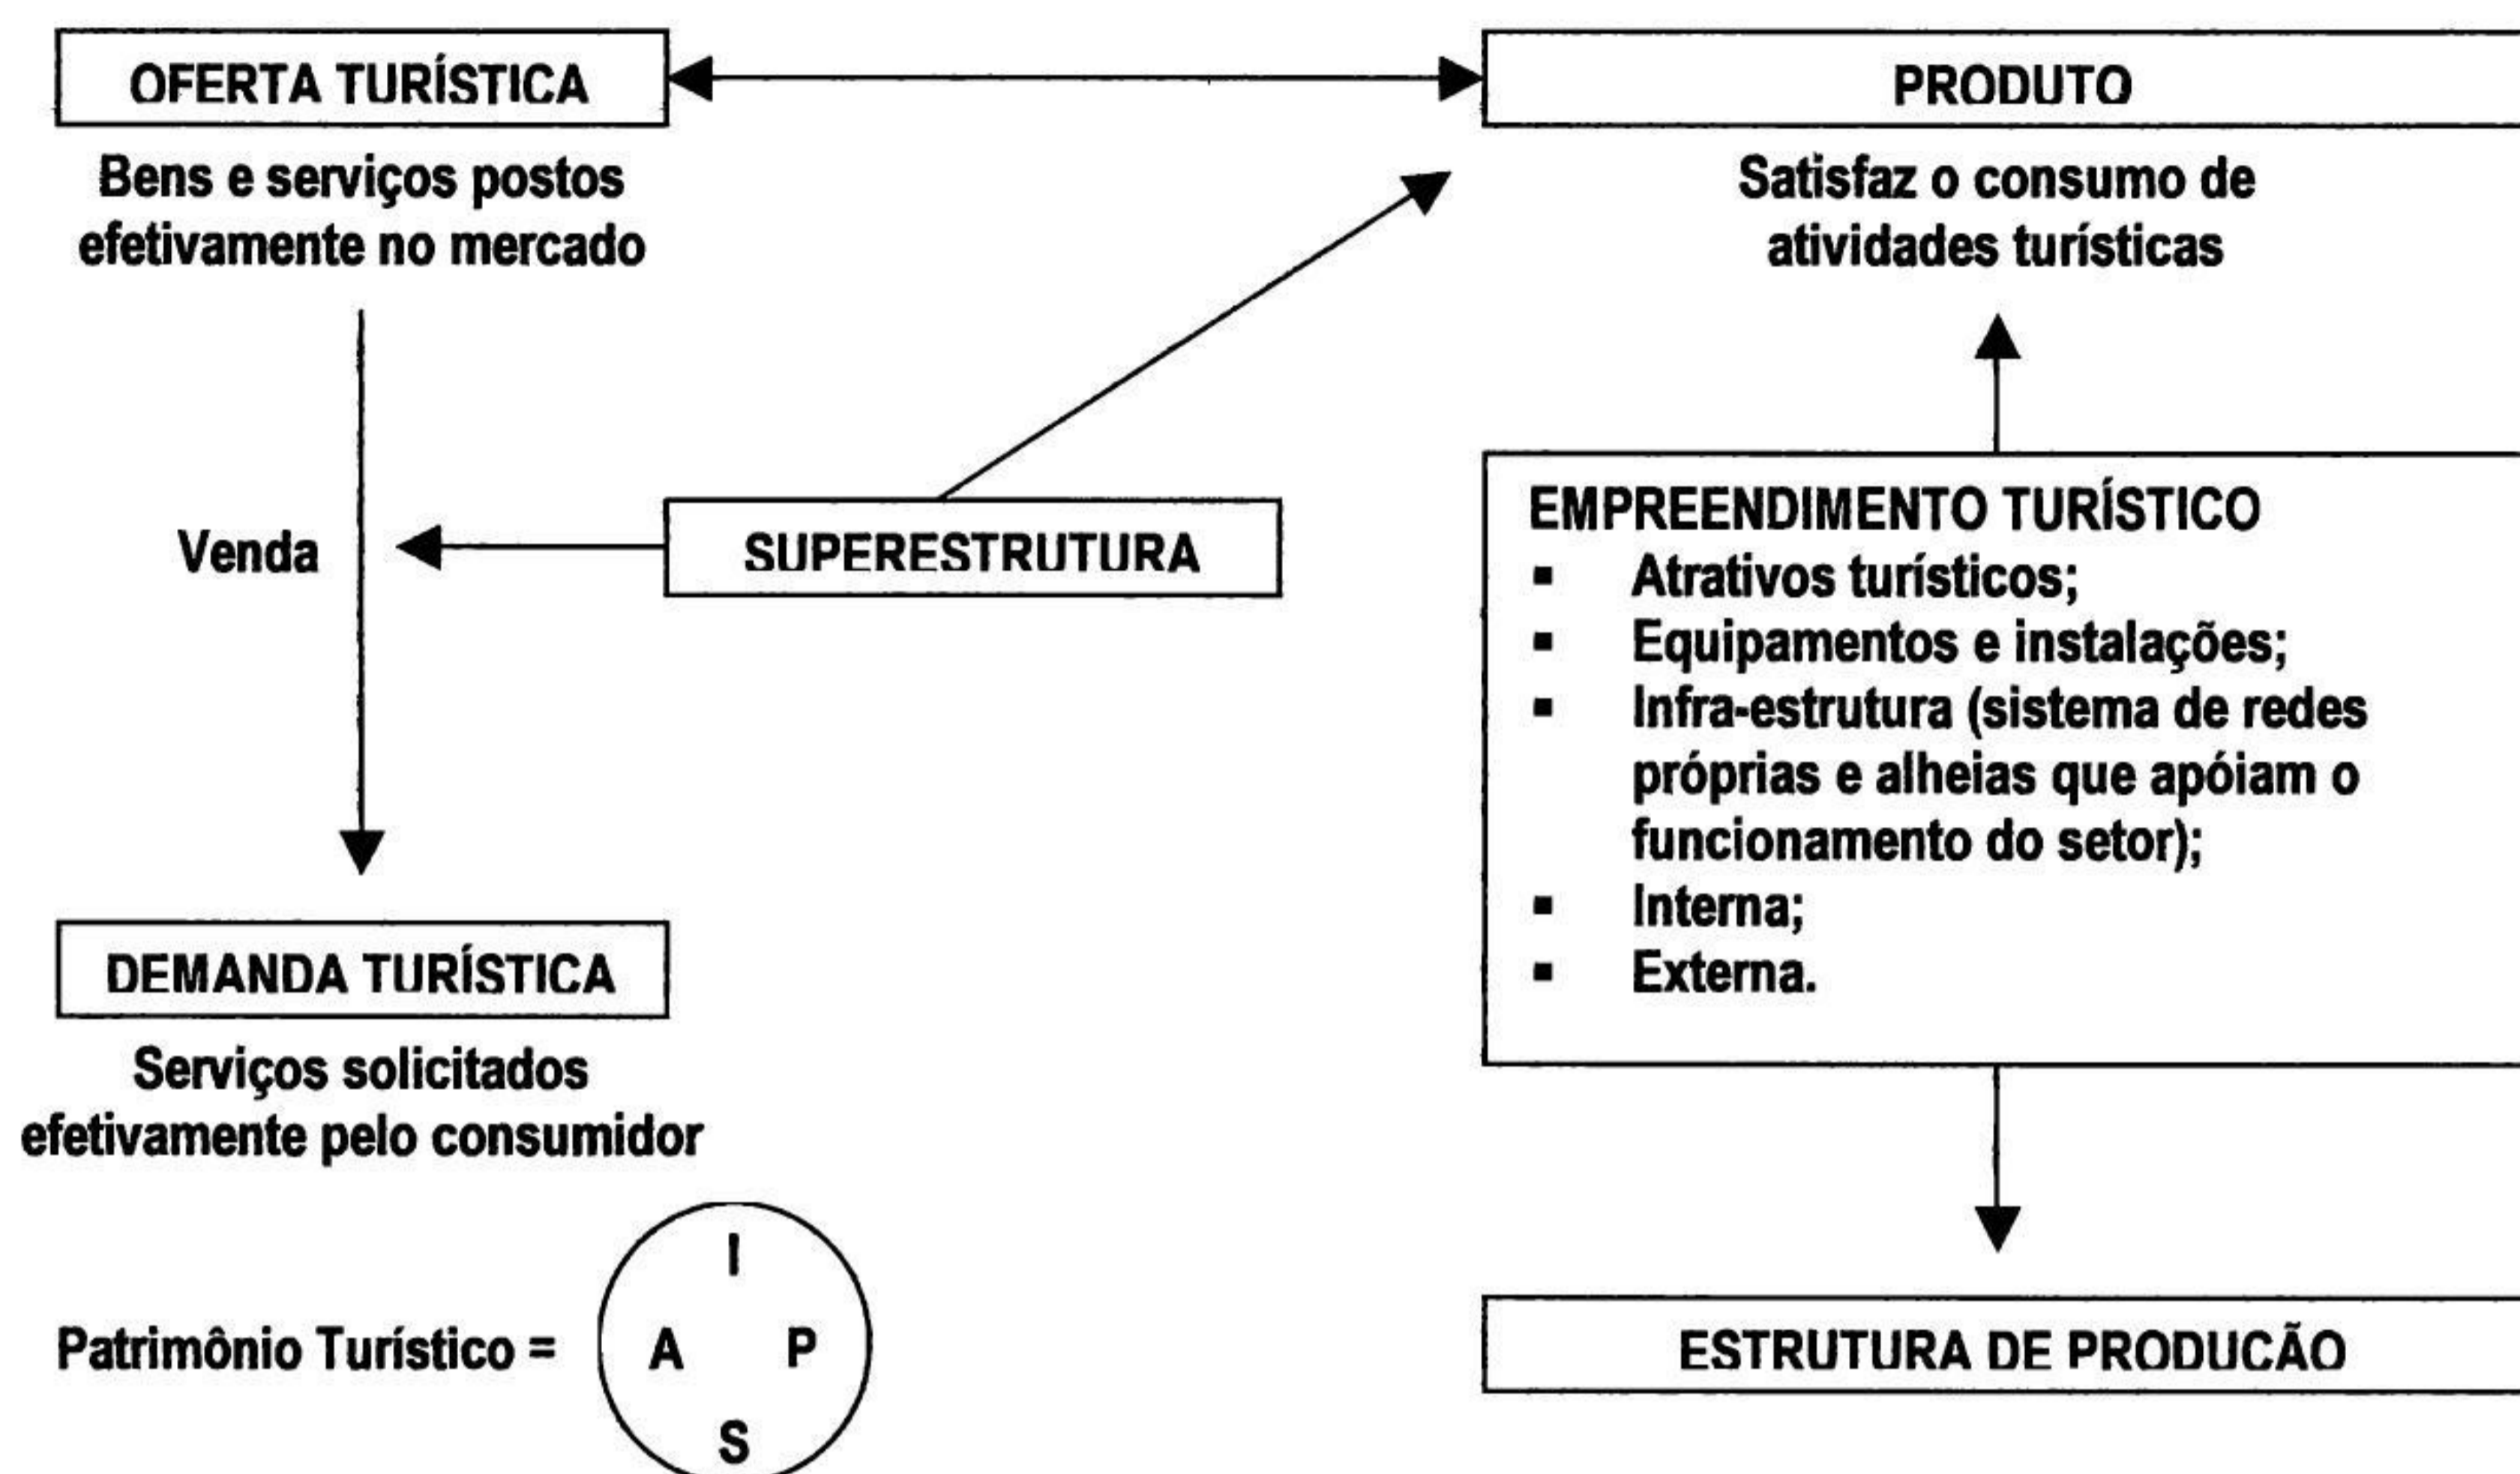 OFERTA TURÍSTICA
Bens e serviços postos
efetivamente no mercado
PRODUTO
Satisfaz o consumo de
atividades turísticas
Venda
SUPERESTRUTURA
EMPREENDIMENTO TURÍSTICO
▪ Atrativos turísticos;
▪ Equipamentos e instalações;
▪ Infra-estrutura (sistema de redes
próprias e alheias que apóiam o
funcionamento do setor);
▪ Interna;
▪ Externa.
DEMANDA TURÍSTICA
Serviços solicitados
efetivamente pelo consumidor
Patrimônio Turístico =
I
A P
S
ESTRUTURA DE PRODUCÃO